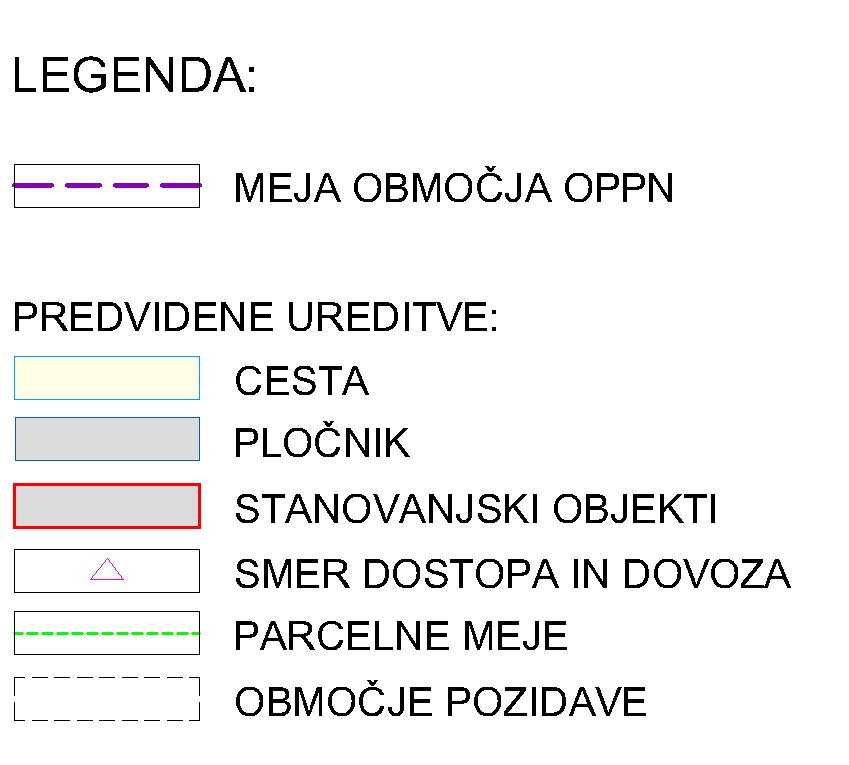 LEGENDA:
MEJA OBMOČJA OPPN
PREDVIDENE UREDITVE:
CESTA
PLOČNIK
STANOVANJSKI OBJEKTI
SMER DOSTOPA IN DOVOZA
PARCELNE MEJE
OBMOČJE POZIDAVE